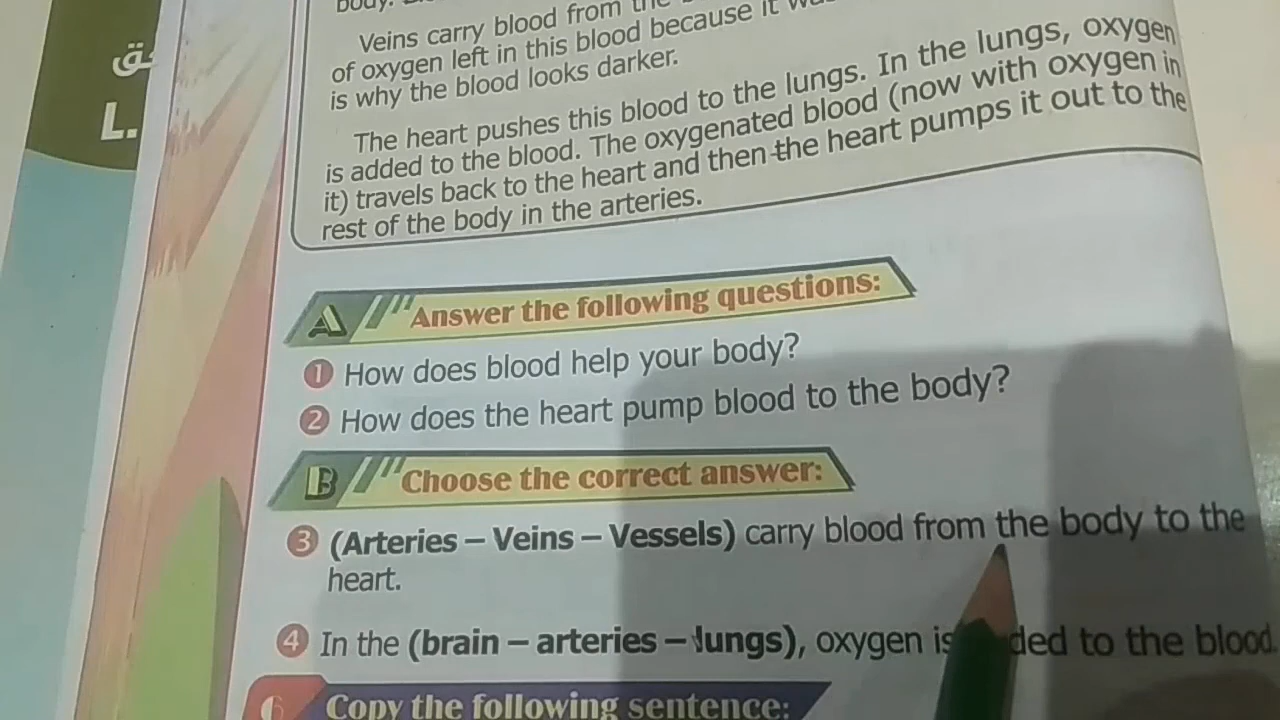 body.
Veins carry blood from the
of oxygen left in this blood because it
is why the blood looks darker.
The heart pushes this blood to the lungs. In the lungs, oxygen
is added to the blood. The oxygenated blood (now with oxygen in
it) travels back to the heart and then the heart pumps it out to the
rest of the body in the arteries.
A Answer the following questions:
1 How does blood help your body?
2 How does the heart pump blood to the body?
B Choose the correct answer:
3 (Arteries – Veins – Vessels) carry blood from the body to the
heart.
4 In the (brain – arteries – lungs), oxygen is ded to the blood.
6 Copy the following sentence:
L.